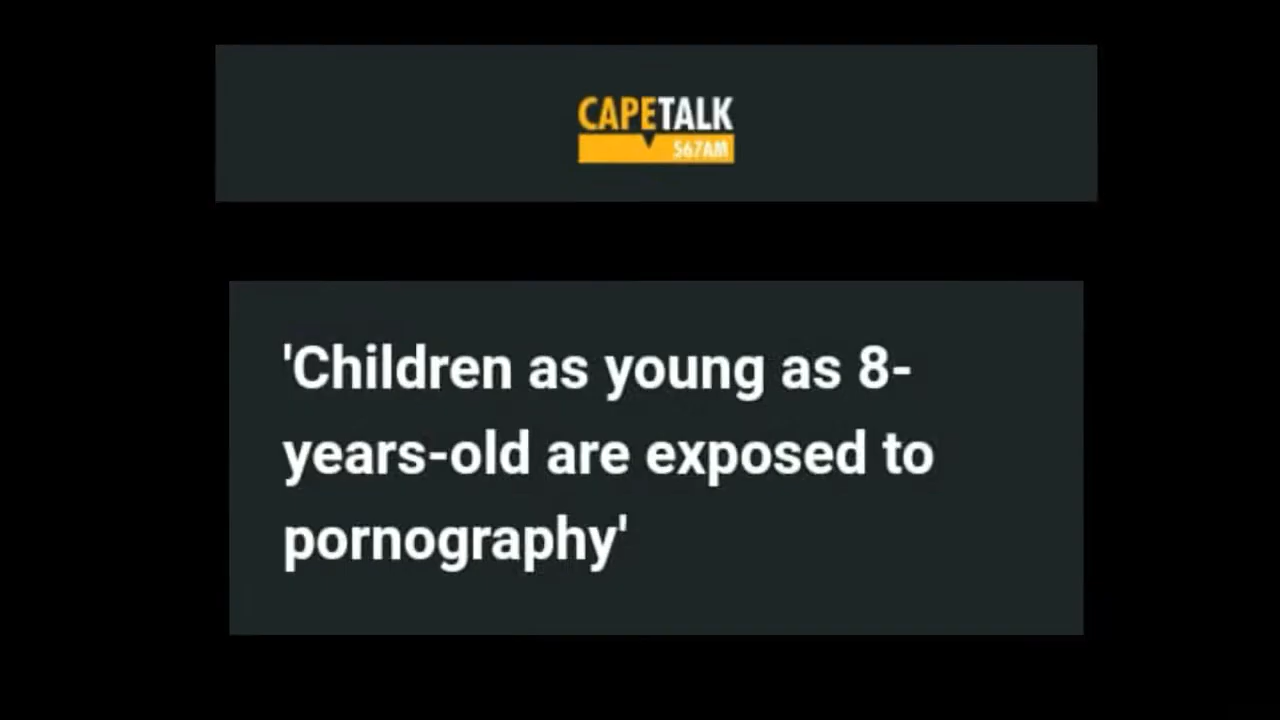 CAPETALK
567AM
'Children as young as 8-
years-old are exposed to
pornography'